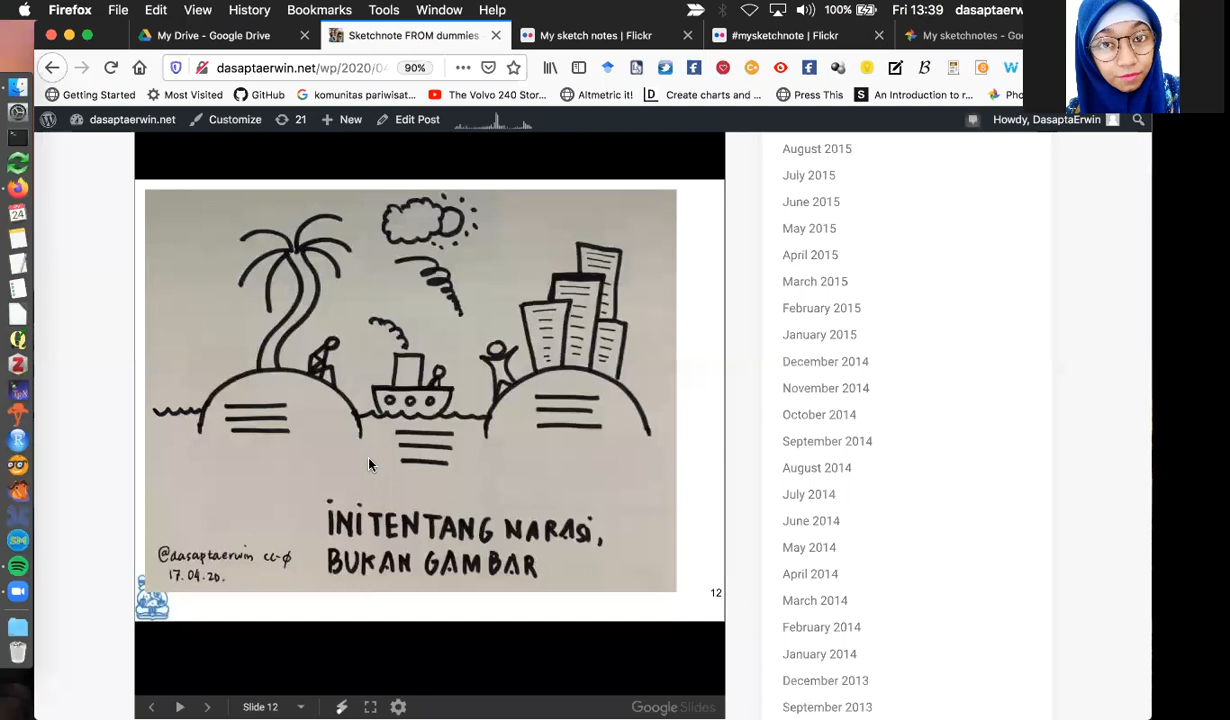 Firefox File Edit View History Bookmarks Tools Window Help 100% Fri 13:39 dasaptaerwin
My Drive - Google Drive Sketchnote FROM dummies My sketch notes | Flickr #mysketchnote | Flickr My sketchnotes - Goo
dasaptaerwin.net/wp/2020/04 90%
Getting Started Most Visited GitHub komunitas pariwisat... The Volvo 240 Stor... Altmetric it! Create charts and ... Press This An Introduction to r... Pho
dasaptaerwin.net Customize 21 New Edit Post Howdy, DasaptaErwin
August 2015
July 2015
June 2015
May 2015
April 2015
March 2015
February 2015
January 2015
December 2014
November 2014
October 2014
September 2014
August 2014
July 2014
June 2014
May 2014
April 2014
March 2014
February 2014
January 2014
December 2013
September 2013
INI TENTANG NARASI,
BUKAN GAMBAR
@dasaptaerwin cc-0
17.04.20.
12
Slide 12 Google Slides